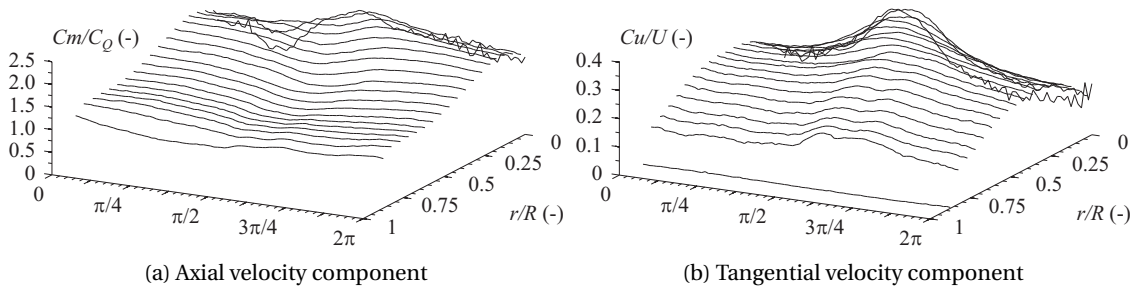 Cm/C_Q (-)
2.5
2.0
1.5
1.0
0.5
0
0
π/4
π/2
3π/4
2π
1
0.75
0.5
0.25
0
r/R (-)
(a) Axial velocity component
Cu/U (-)
0.4
0.3
0.2
0.1
0
0
π/4
π/2
3π/4
2π
1
0.75
0.5
0.25
0
r/R (-)
(b) Tangential velocity component